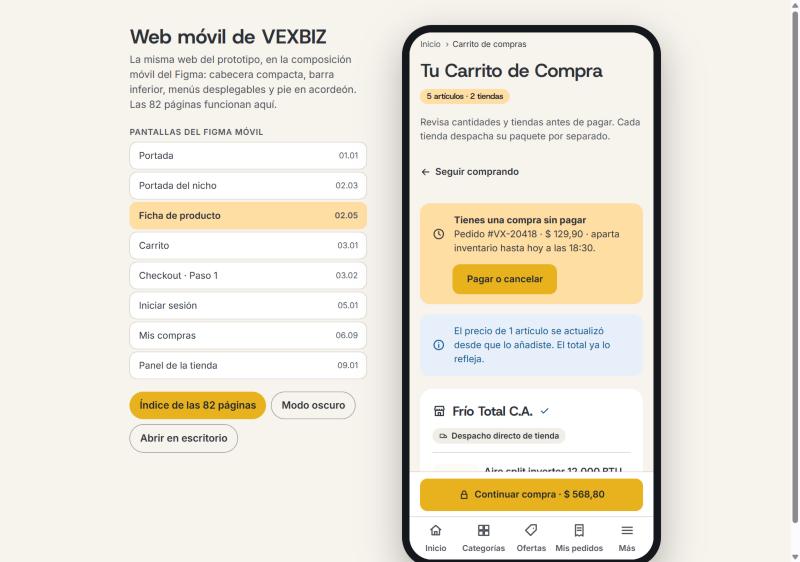 Web móvil de VEXBIZ
La misma web del prototipo, en la composición
móvil del Figma: cabecera compacta, barra
inferior, menús desplegables y pie en acordeón.
Las 82 páginas funcionan aquí.
PANTALLAS DEL FIGMA MÓVIL
Portada 01.01
Portada del nicho 02.03
Ficha de producto 02.05
Carrito 03.01
Checkout · Paso 1 03.02
Iniciar sesión 05.01
Mis compras 06.09
Panel de la tienda 09.01
Índice de las 82 páginas
Modo oscuro
Abrir en escritorio
Inicio › Carrito de compras
Tu Carrito de Compra
5 artículos · 2 tiendas
Revisa cantidades y tiendas antes de pagar. Cada
tienda despacha su paquete por separado.
← Seguir comprando
Tienes una compra sin pagar
Pedido #VX-20418 · $ 129,90 · aparta
inventario hasta hoy a las 18:30.
Pagar o cancelar
El precio de 1 artículo se actualizó
desde que lo añadiste. El total ya lo
refleja.
Frío Total C.A.
Despacho directo de tienda
Aire split inverter 12.000 BTU
Continuar compra · $ 568,80
Inicio Categorías Ofertas Mis pedidos Más